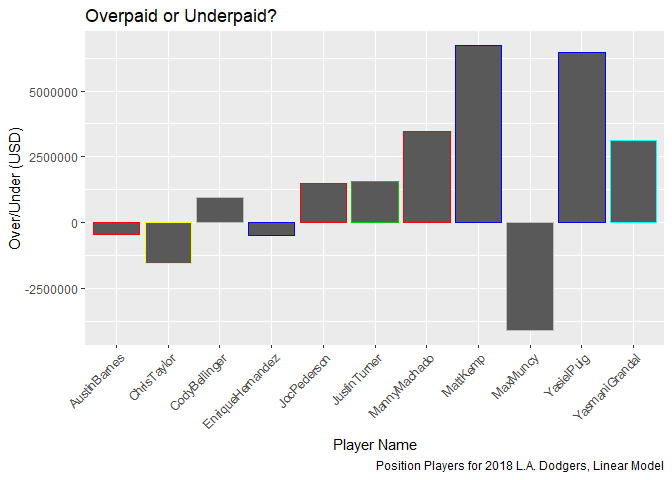 Overpaid or Underpaid?
Over/Under (USD)
5000000
2500000
0
-2500000
AustinBarnes
ChrisTaylor
CodyBellinger
EnriqueHernandez
JocPederson
JustinTurner
MannyMachado
MattKemp
MaxMuncy
YasielPuig
YasmaniGrandal
Player Name
Position Players for 2018 L.A. Dodgers, Linear Model